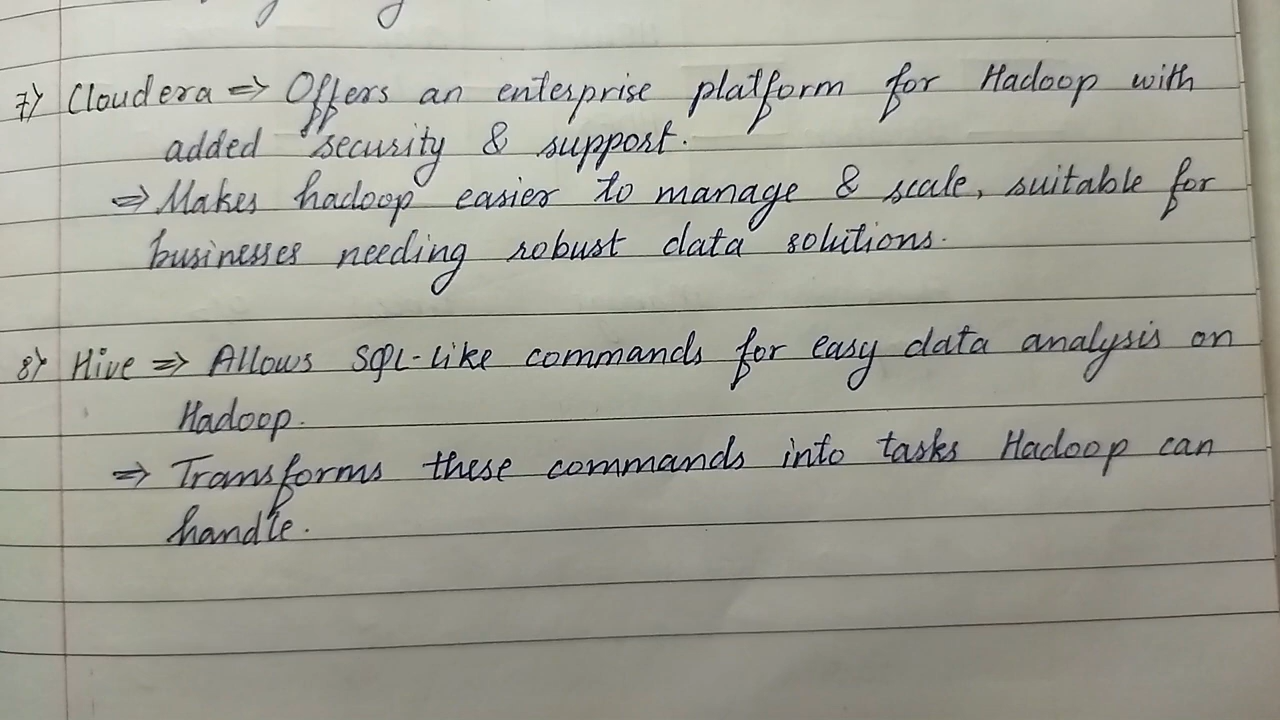 7) Cloudera => Offers an enterprise platform for Hadoop with
added security & support.
=> Makes hadoop easier to manage & scale, suitable for
businesses needing robust data solutions.
8) Hive => Allows SQL-like commands for easy data analysis on
Hadoop.
=> Transforms these commands into tasks Hadoop can
handle.